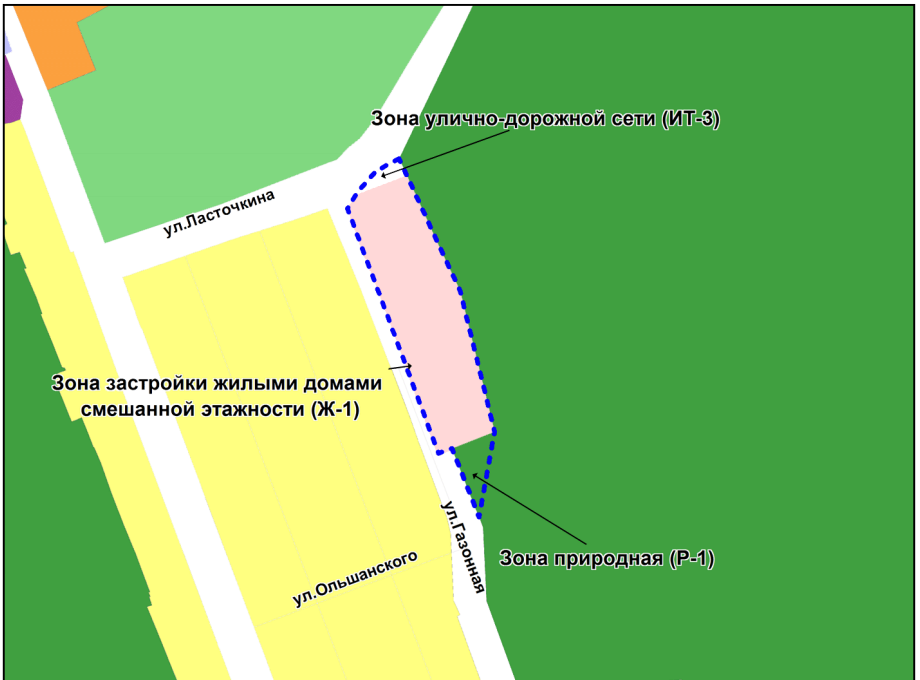 Зона улично-дорожной сети (ИТ-3)
ул.Ласточкина
Зона застройки жилыми домами
смешанной этажности (Ж-1)
ул.Газонная
Зона природная (Р-1)
ул.Ольшанского